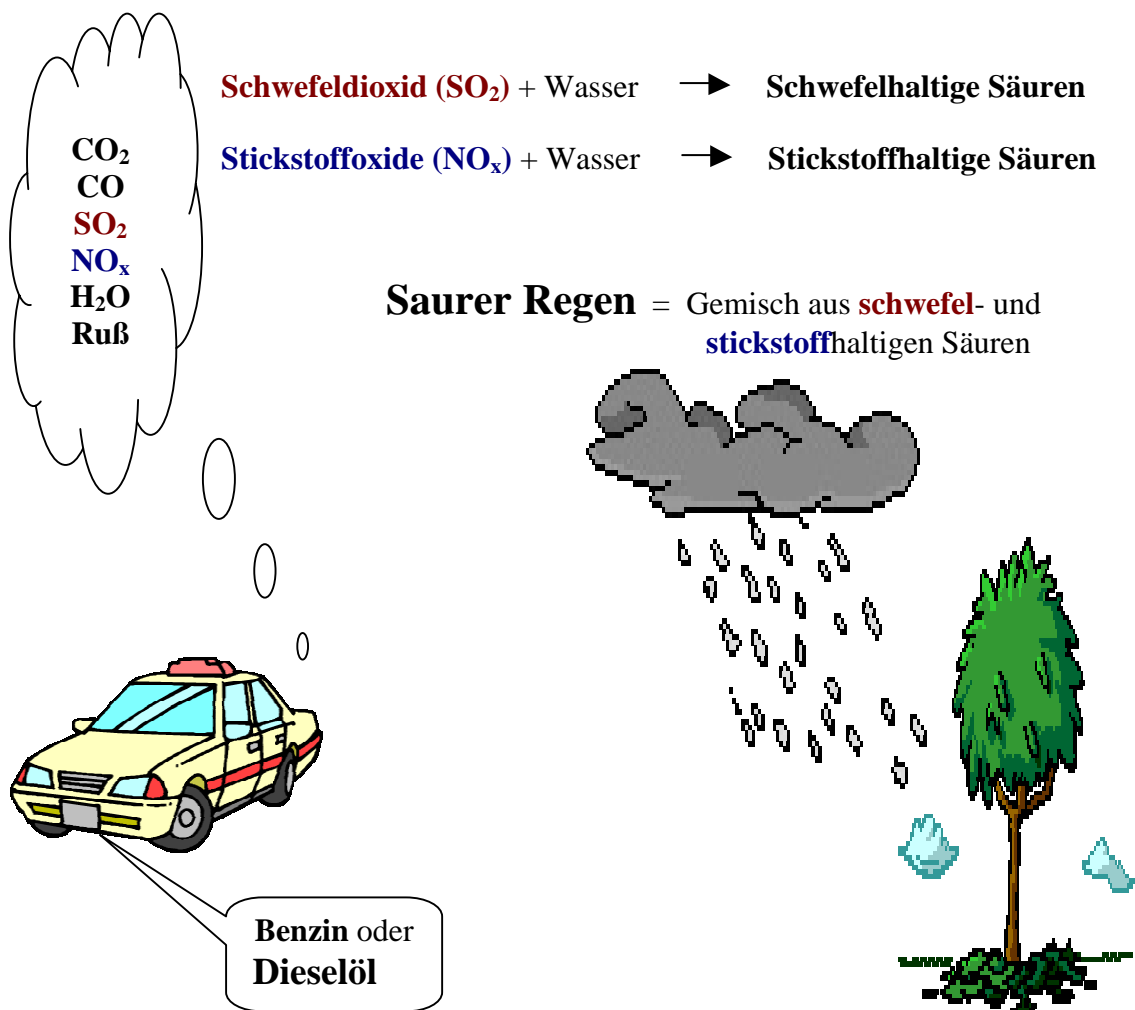 Schwefeldioxid (SO₂) + Wasser → Schwefelhaltige Säuren
Stickstoffoxide (NOₓ) + Wasser → Stickstoffhaltige Säuren
CO₂
CO
SO₂
NOₓ
H₂O
Ruß
Saurer Regen = Gemisch aus schwefel- und
stickstoffhaltigen Säuren
Benzin oder
Dieselöl